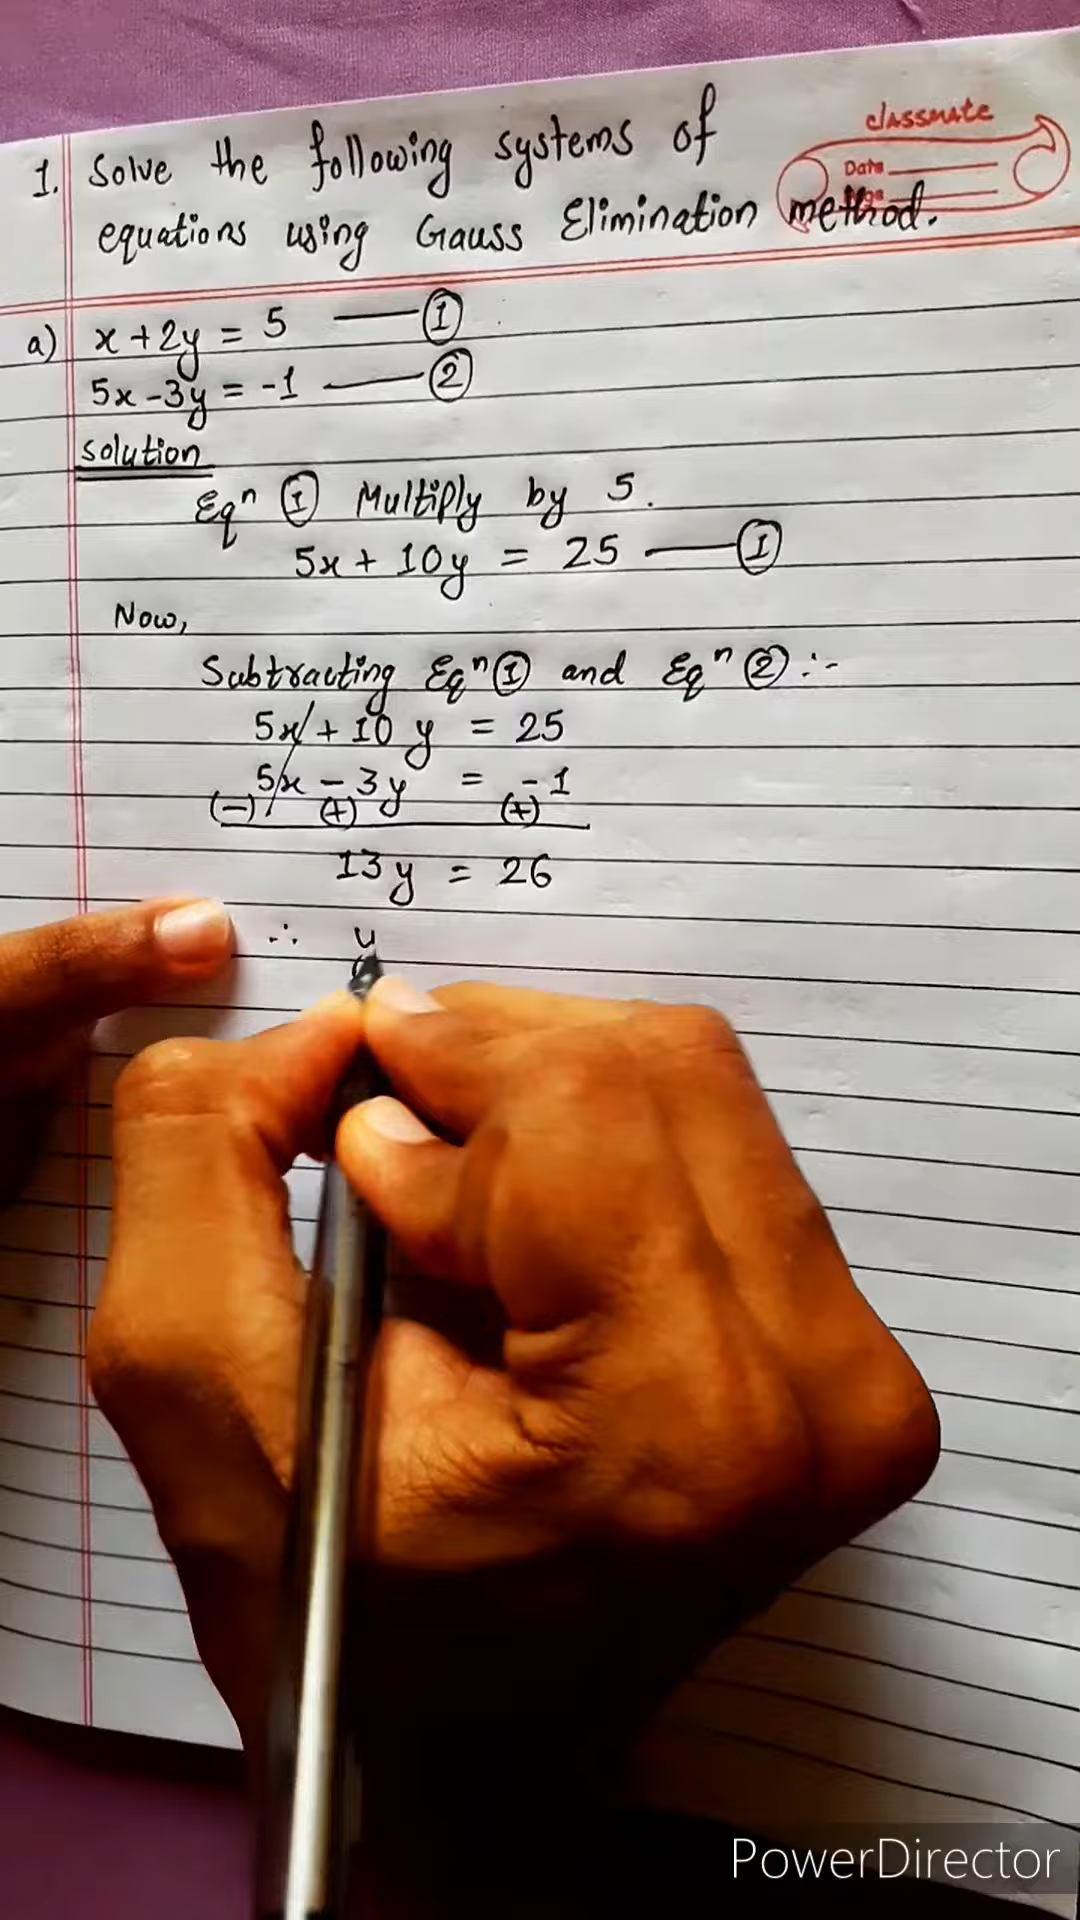 classmate
Date
1. Solve the following systems of
equations using Gauss Elimination method.
a) x + 2y = 5 —— ①
5x - 3y = -1 —— ②
Solution
Eqⁿ ① Multiply by 5.
5x + 10y = 25 —— ①
Now,
Subtracting Eqⁿ ① and Eqⁿ ② :-
5x + 10y = 25
5x - 3y = -1
(-) (+) (+)
13y = 26
∴ y
PowerDirector